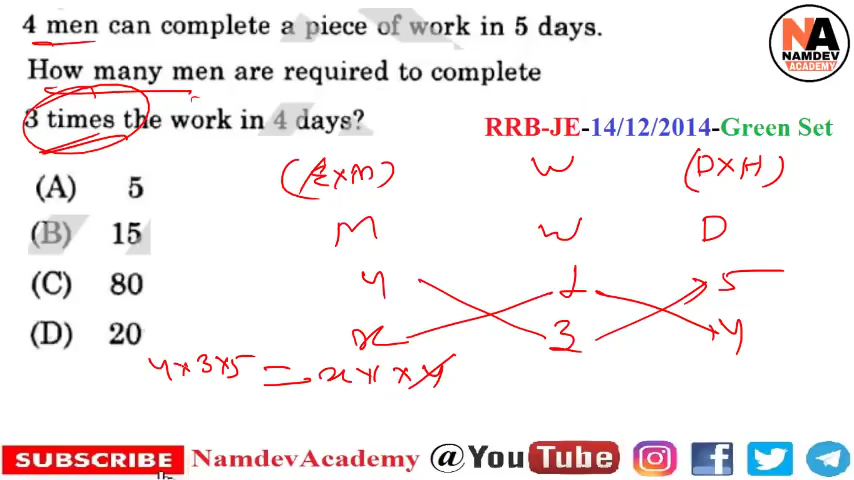 4 men can complete a piece of work in 5 days.
How many men are required to complete
3 times the work in 4 days?
NA
NAMDEV
ACADEMY
RRB-JE-14/12/2014-Green Set
(A) 5
(B) 15
(C) 80
(D) 20
(E×M) W (D×H)
M W D
4 1 5
x 3 4
4×3×5 = x×1×4
SUBSCRIBE NamdevAcademy @YouTube